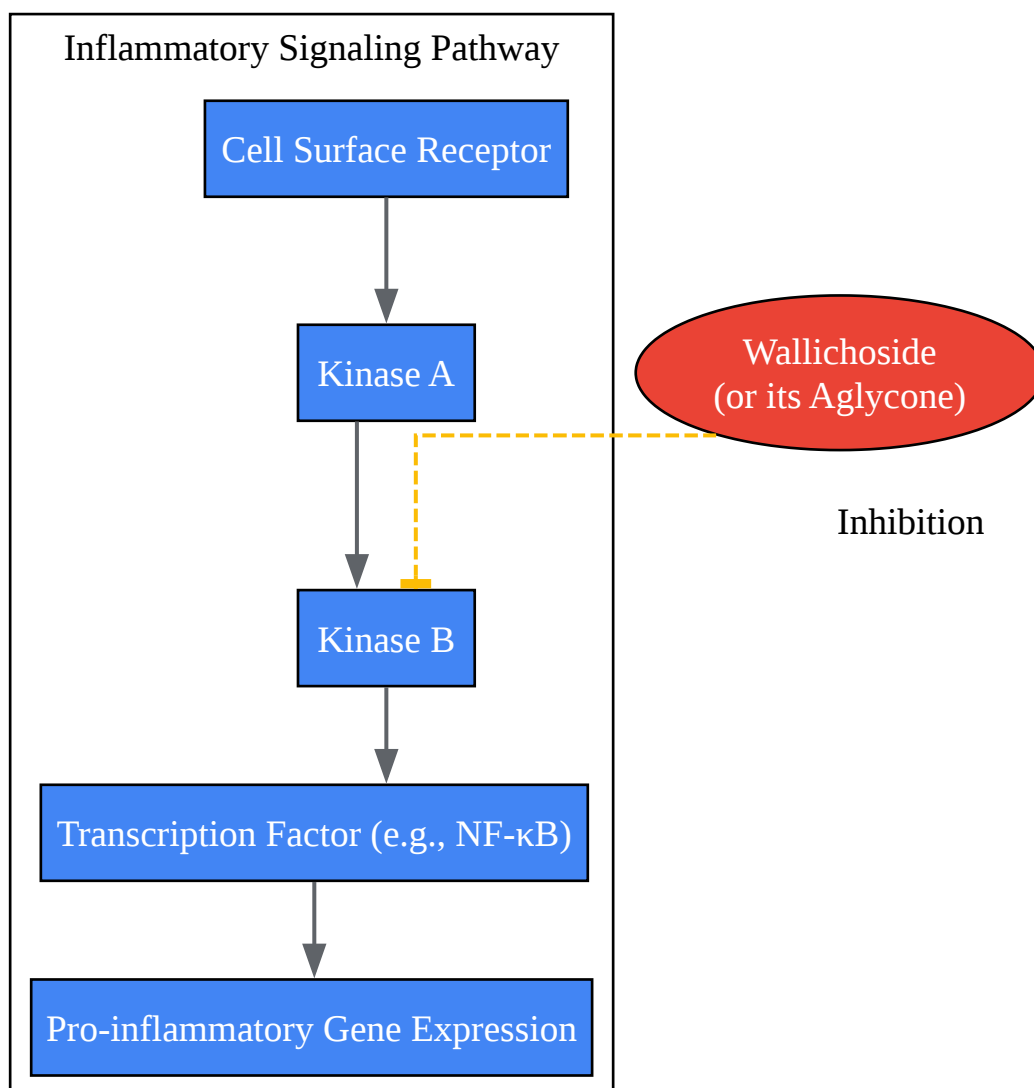 Inflammatory Signaling Pathway
Cell Surface Receptor
Kinase A
Wallichoside
(or its Aglycone)
Inhibition
Kinase B
Transcription Factor (e.g., NF-κB)
Pro-inflammatory Gene Expression